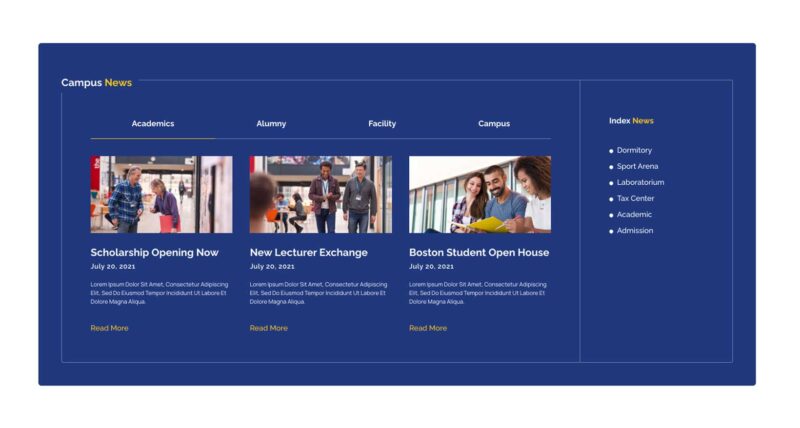 Campus News
Academics
Alumny
Facility
Campus
Scholarship Opening Now
July 20, 2021
Lorem Ipsum Dolor Sit Amet, Consectetur Adipiscing
Elit, Sed Do Eiusmod Tempor Incididunt Ut Labore Et
Dolore Magna Aliqua.
Read More
New Lecturer Exchange
July 20, 2021
Lorem Ipsum Dolor Sit Amet, Consectetur Adipiscing
Elit, Sed Do Eiusmod Tempor Incididunt Ut Labore Et
Dolore Magna Aliqua.
Read More
Boston Student Open House
July 20, 2021
Lorem Ipsum Dolor Sit Amet, Consectetur Adipiscing
Elit, Sed Do Eiusmod Tempor Incididunt Ut Labore Et
Dolore Magna Aliqua.
Read More
Index News
Dormitory
Sport Arena
Laboratorium
Tax Center
Academic
Admission